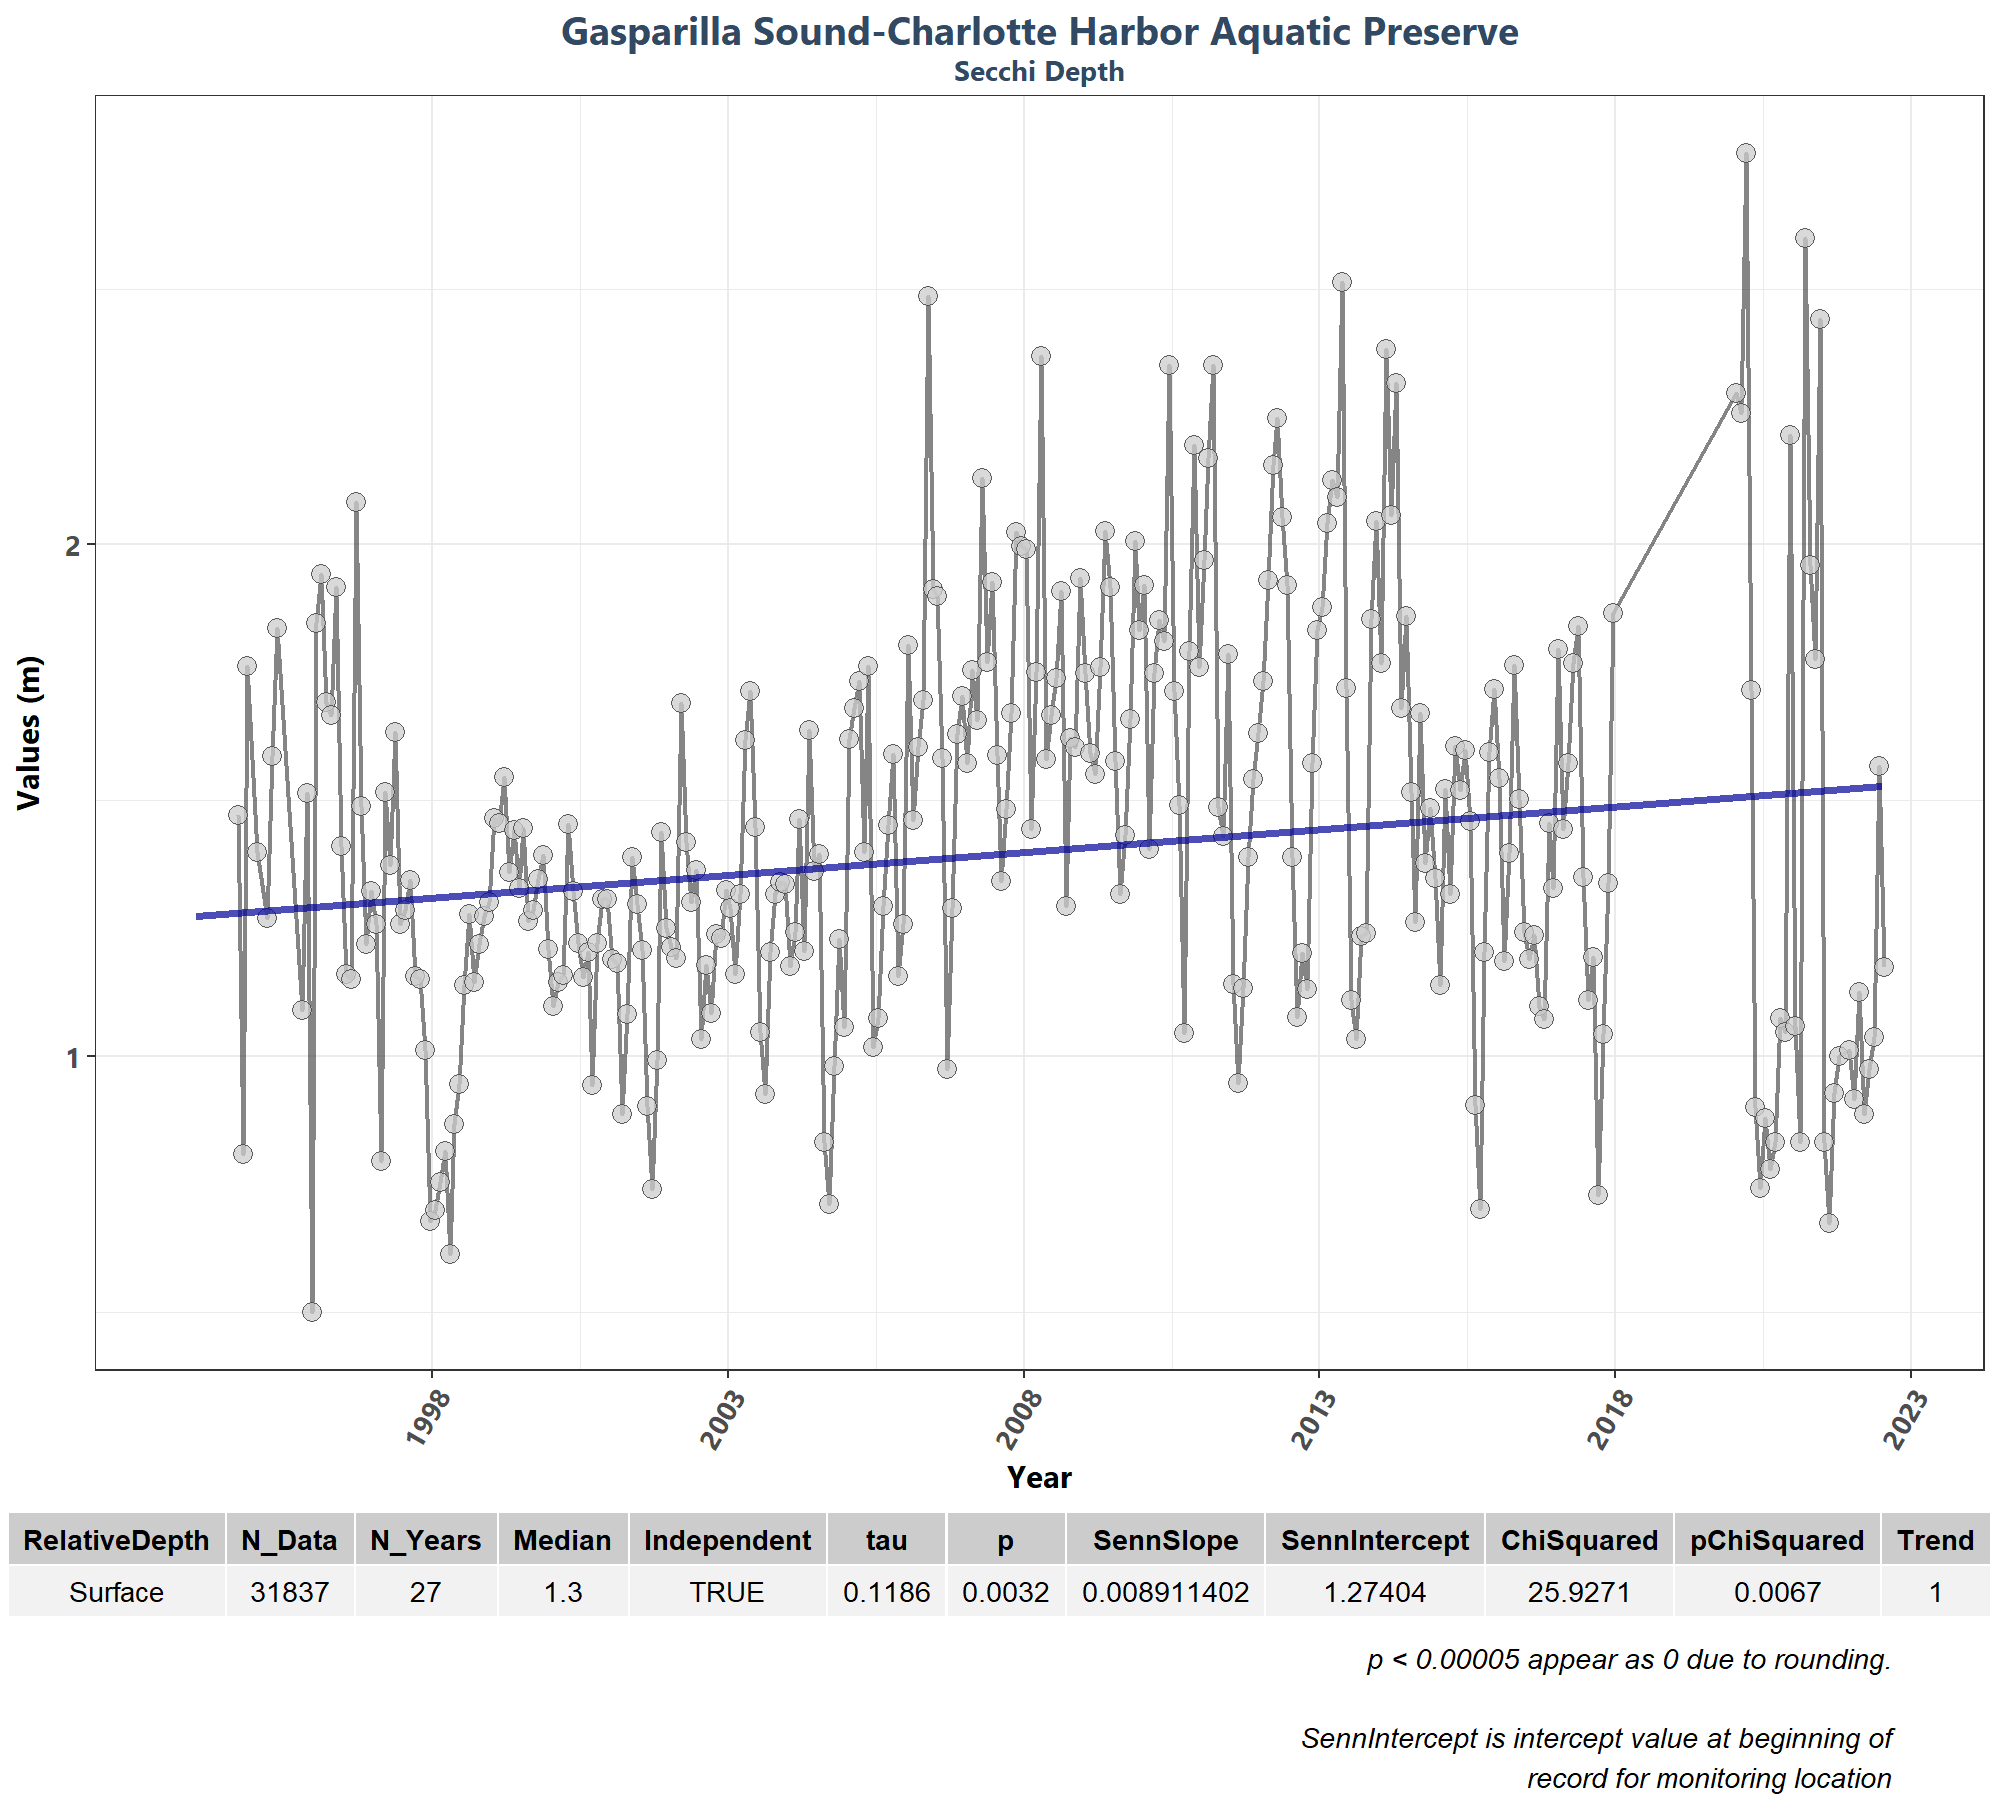 Gasparilla Sound-Charlotte Harbor Aquatic Preserve
Secchi Depth
Values (m)
2
1
1998 2003 2008 2013 2018 2023
Year
RelativeDepth N_Data N_Years Median Independent tau p SennSlope SennIntercept ChiSquared pChiSquared Trend
Surface 31837 27 1.3 TRUE 0.1186 0.0032 0.008911402 1.27404 25.9271 0.0067 1
p < 0.00005 appear as 0 due to rounding.
SennIntercept is intercept value at beginning of
record for monitoring location